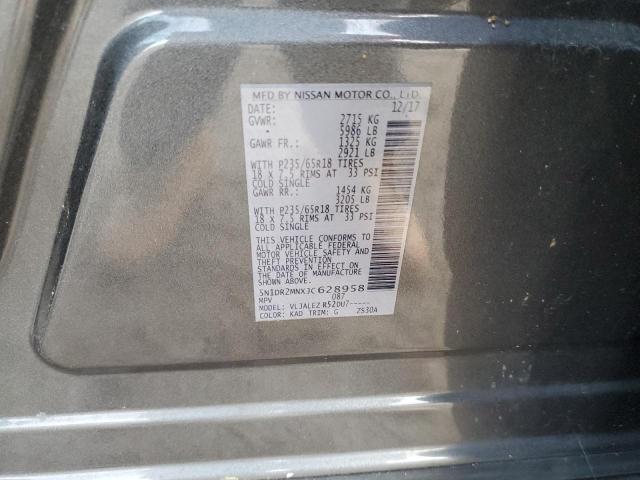 MFD BY NISSAN MOTOR CO., LTD.
DATE: 12/17
GVWR: 2715 KG
5986 LB
GAWR FR.: 1325 KG
2921 LB
WITH P235/65R18 TIRES
18 X 7.5 RIMS AT 33 PSI
COLD SINGLE
GAWR RR.: 1454 KG
3205 LB
WITH P235/65R18 TIRES
18 X 7.5 RIMS AT 33 PSI
COLD SINGLE
THIS VEHICLE CONFORMS TO
ALL APPLICABLE FEDERAL
MOTOR VEHICLE SAFETY AND
THEFT PREVENTION
STANDARDS IN EFFECT ON
THE DATE OF MANUFACTURE
5N1DR2MNXJC628958
MPV 087
MODEL: VLJALEZ R52DU7-----
COLOR: KAD TRIM: G ZS30A